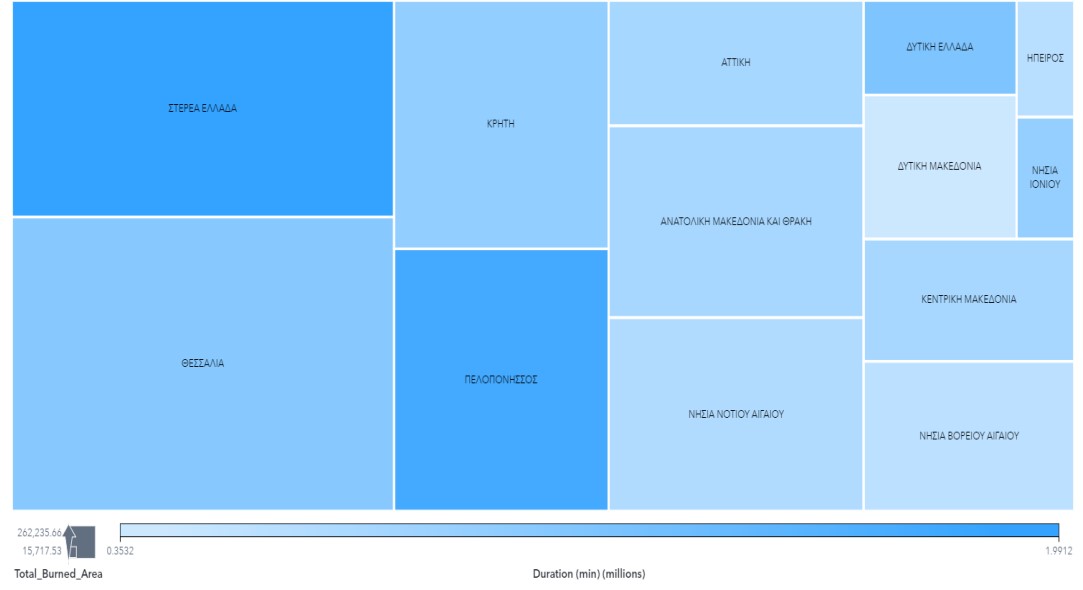 ΣΤΕΡΕΑ ΕΛΛΑΔΑ
ΘΕΣΣΑΛΙΑ
ΚΡΗΤΗ
ΠΕΛΟΠΟΝΗΣΣΟΣ
ΑΤΤΙΚΗ
ΑΝΑΤΟΛΙΚΗ ΜΑΚΕΔΟΝΙΑ ΚΑΙ ΘΡΑΚΗ
ΝΗΣΙΑ ΝΟΤΙΟΥ ΑΙΓΑΙΟΥ
ΔΥΤΙΚΗ ΕΛΛΑΔΑ
ΗΠΕΙΡΟΣ
ΔΥΤΙΚΗ ΜΑΚΕΔΟΝΙΑ
ΝΗΣΙΑ
ΙΟΝΙΟΥ
ΚΕΝΤΡΙΚΗ ΜΑΚΕΔΟΝΙΑ
ΝΗΣΙΑ ΒΟΡΕΙΟΥ ΑΙΓΑΙΟΥ
262,235.66
15,717.53
0.3532
1.9912
Total_Burned_Area
Duration (min) (millions)